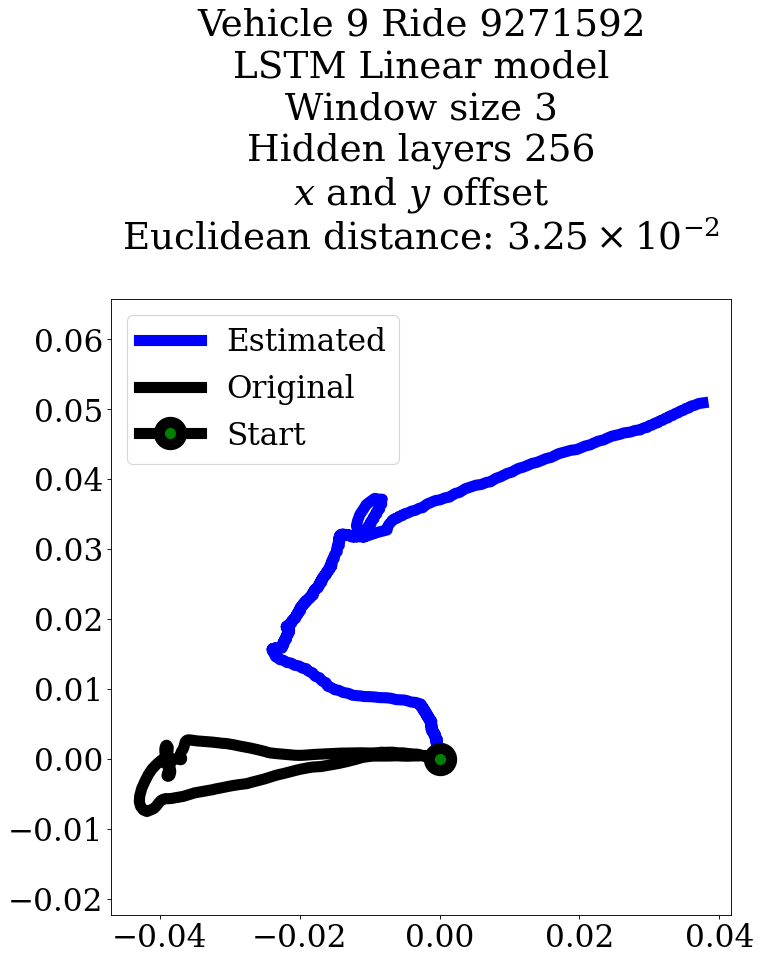 Vehicle 9 Ride 9271592
LSTM Linear model
Window size 3
Hidden layers 256
x and y offset
Euclidean distance: 3.25 × 10⁻²
Estimated
Original
Start
0.06
0.05
0.04
0.03
0.02
0.01
0.00
−0.01
−0.02
−0.04 −0.02 0.00 0.02 0.04